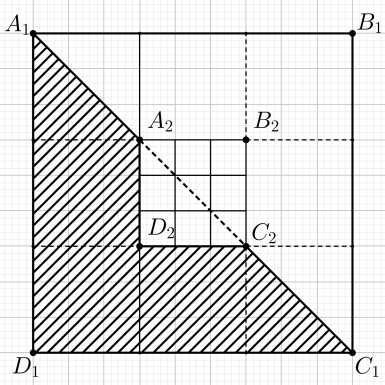 A₁ B₁
A₂ B₂
D₂ C₂
D₁ C₁